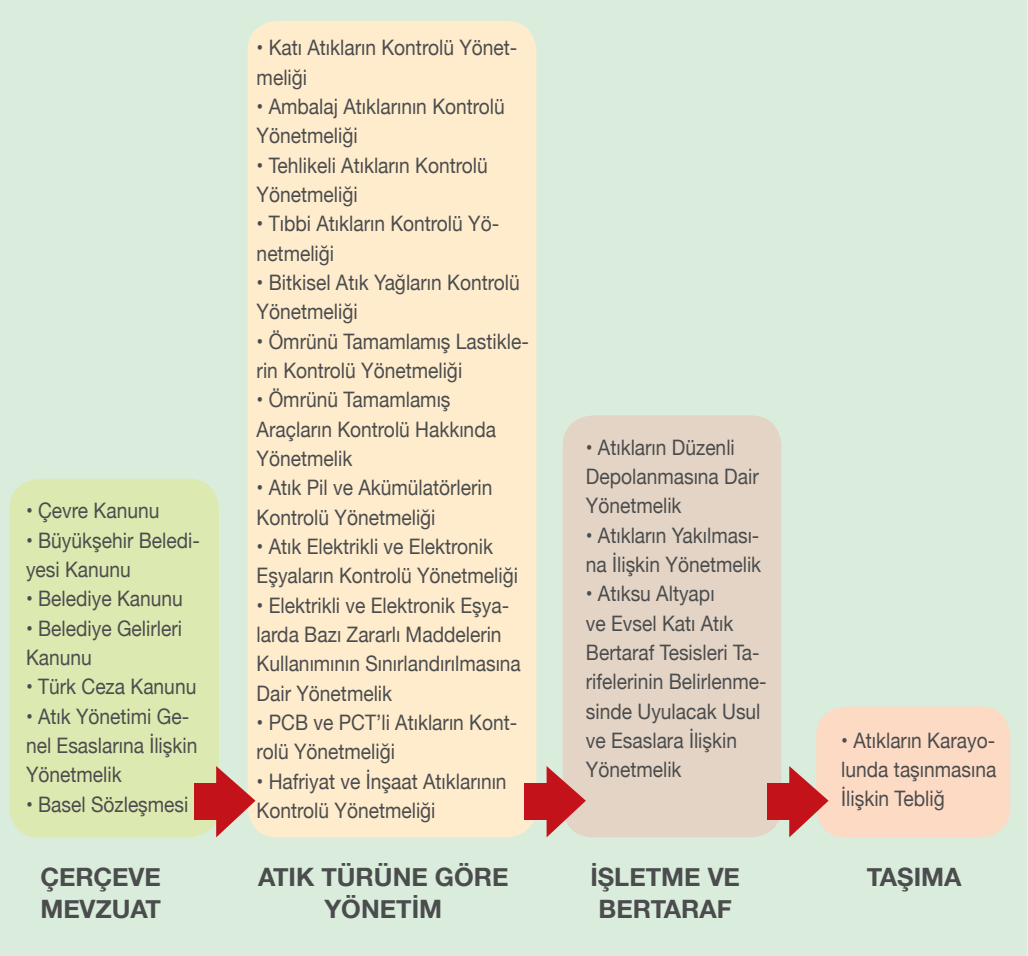 • Çevre Kanunu
• Büyükşehir Beledi-
yesi Kanunu
• Belediye Kanunu
• Belediye Gelirleri
Kanunu
• Türk Ceza Kanunu
• Atık Yönetimi Ge-
nel Esaslarına İlişkin
Yönetmelik
• Basel Sözleşmesi
ÇERÇEVE
MEVZUAT
• Katı Atıkların Kontrolü Yönet-
meliği
• Ambalaj Atıklarının Kontrolü
Yönetmeliği
• Tehlikeli Atıkların Kontrolü
Yönetmeliği
• Tıbbi Atıkların Kontrolü Yö-
netmeliği
• Bitkisel Atık Yağların Kontrolü
Yönetmeliği
• Ömrünü Tamamlamış Lastikle-
rin Kontrolü Yönetmeliği
• Ömrünü Tamamlamış
Araçların Kontrolü Hakkında
Yönetmelik
• Atık Pil ve Akümülatörlerin
Kontrolü Yönetmeliği
• Atık Elektrikli ve Elektronik
Eşyaların Kontrolü Yönetmeliği
• Elektrikli ve Elektronik Eşya-
larda Bazı Zararlı Maddelerin
Kullanımının Sınırlandırılmasına
Dair Yönetmelik
• PCB ve PCT’li Atıkların Kont-
rolü Yönetmeliği
• Hafriyat ve İnşaat Atıklarının
Kontrolü Yönetmeliği
ATIK TÜRÜNE GÖRE
YÖNETİM
• Atıkların Düzenli
Depolanmasına Dair
Yönetmelik
• Atıkların Yakılması-
na İlişkin Yönetmelik
• Atıksu Altyapı
ve Evsel Katı Atık
Bertaraf Tesisleri Ta-
rifelerinin Belirlenme-
sinde Uyulacak Usul
ve Esaslara İlişkin
Yönetmelik
İŞLETME VE
BERTARAF
• Atıkların Karayo-
lunda taşınmasına
İlişkin Tebliğ
TAŞIMA